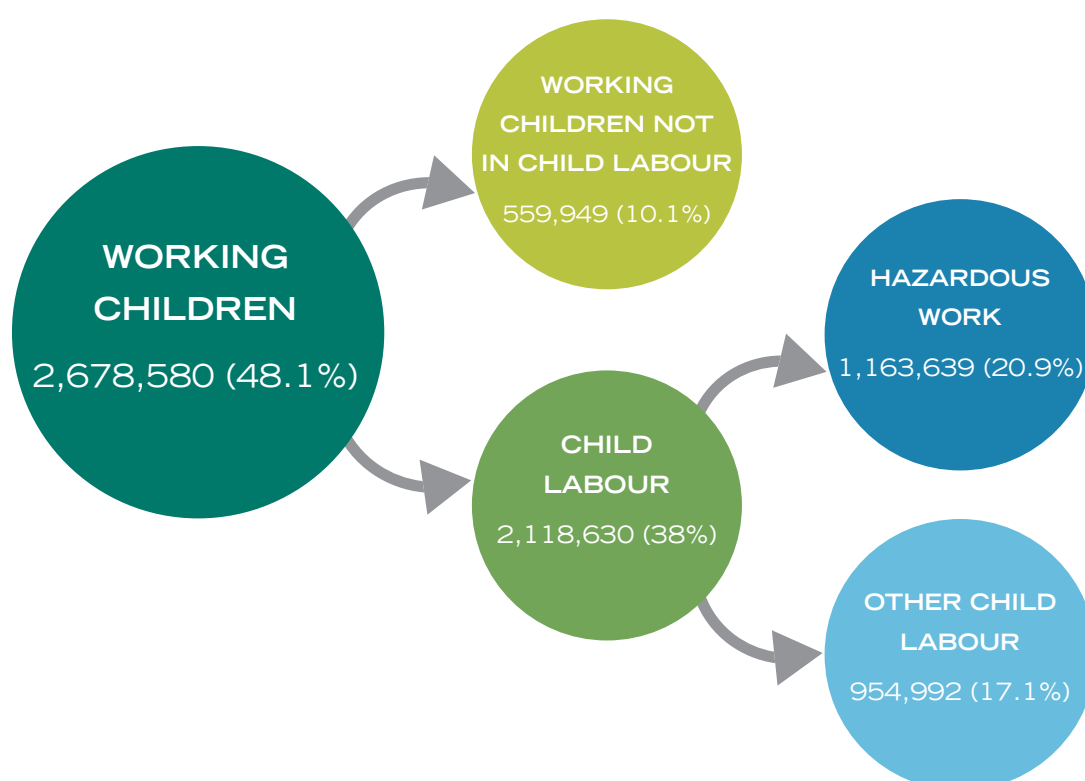 WORKING
CHILDREN
2,678,580 (48.1%)
WORKING
CHILDREN NOT
IN CHILD LABOUR
559,949 (10.1%)
CHILD
LABOUR
2,118,630 (38%)
HAZARDOUS
WORK
1,163,639 (20.9%)
OTHER CHILD
LABOUR
954,992 (17.1%)